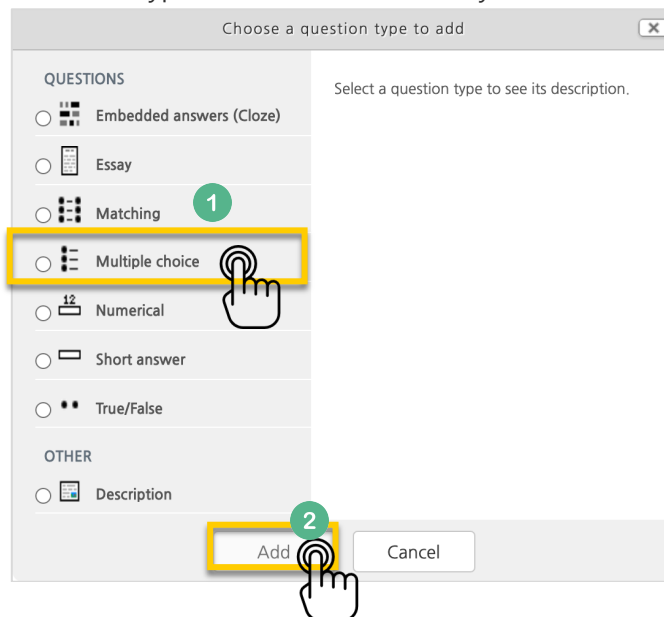 Choose a question type to add
QUESTIONS
Select a question type to see its description.
Embedded answers (Cloze)
Essay
1
Matching
Multiple choice
12
Numerical
Short answer
True/False
OTHER
Description
2
Add
Cancel